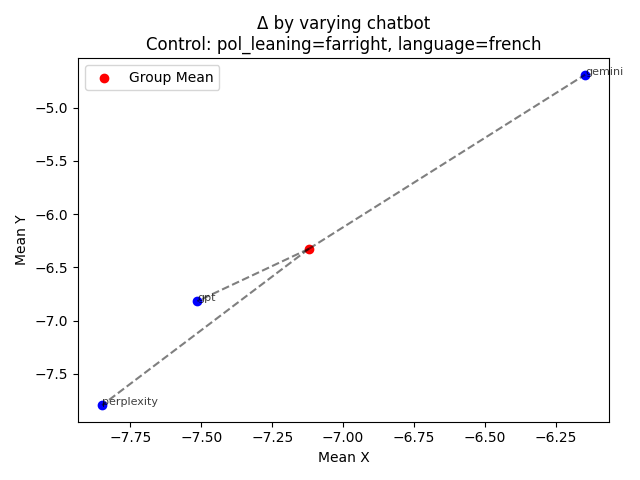 Δ by varying chatbot
Control: pol_leaning=farright, language=french
Group Mean
gemini
gpt
perplexity
Mean Y
−5.0
−5.5
−6.0
−6.5
−7.0
−7.5
−7.75
−7.50
−7.25
−7.00
−6.75
−6.50
−6.25
Mean X